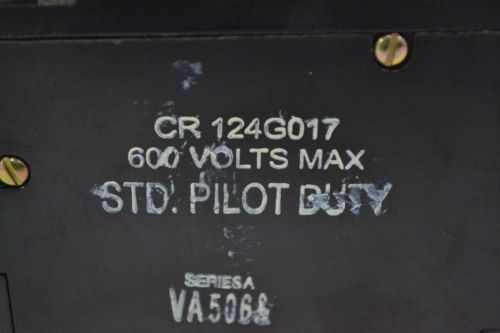 CR 124G017
600 VOLTS MAX
STD. PILOT DUTY
SERIES A